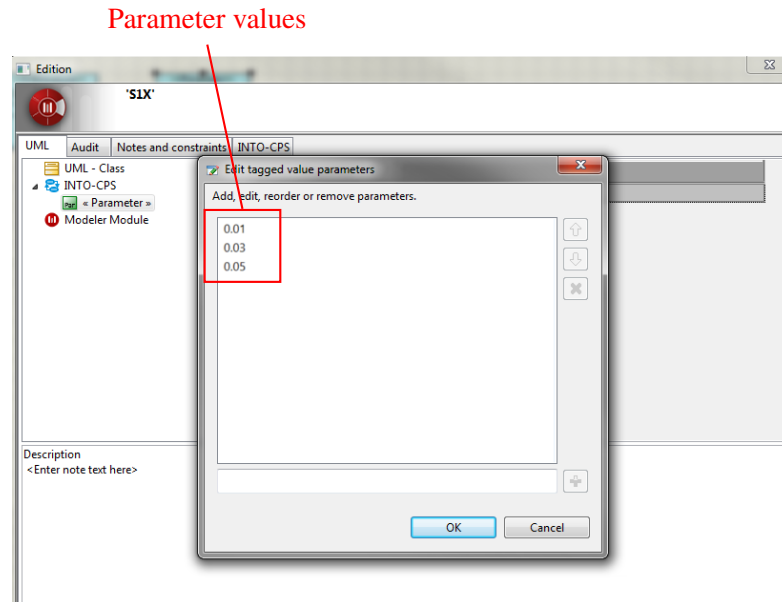 Parameter values
Edition
'S1X'
UML Audit Notes and constraints INTO-CPS
UML - Class
INTO-CPS
Par « Parameter »
Modeler Module
Edit tagged value parameters
Add, edit, reorder or remove parameters.
0.01
0.03
0.05
OK Cancel
Description
<Enter note text here>